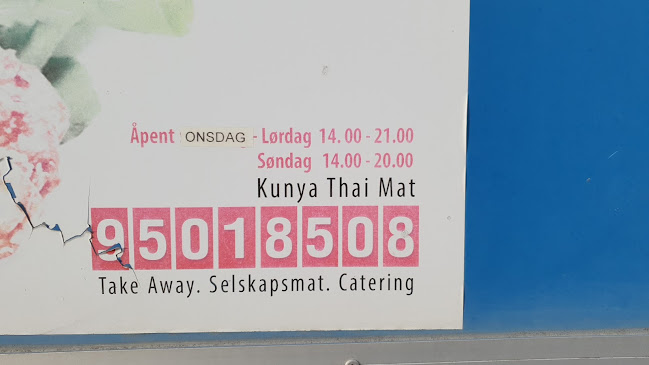 Åpent ONSDAG - Lørdag 14.00 - 21.00
Søndag 14.00 - 20.00
Kunya Thai Mat
95018508
Take Away. Selskapsmat. Catering